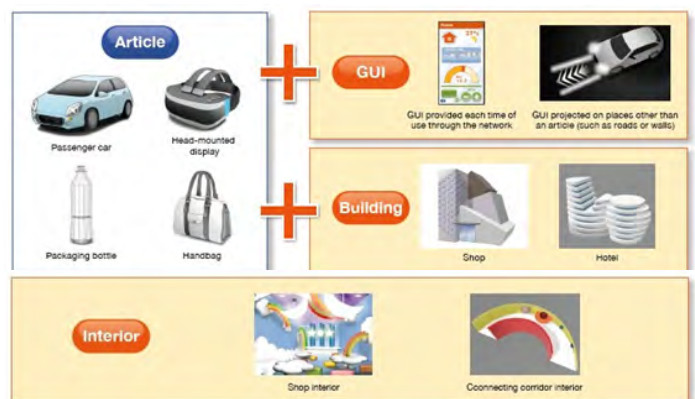 Article
Passenger car
Head-mounted
display
Packaging bottle
Handbag
GUI
GUI provided each time of
use through the network
GUI projected on places other than
an article (such as roads or walls)
Building
Shop
Hotel
Interior
Shop interior
Cconnecting corridor interior